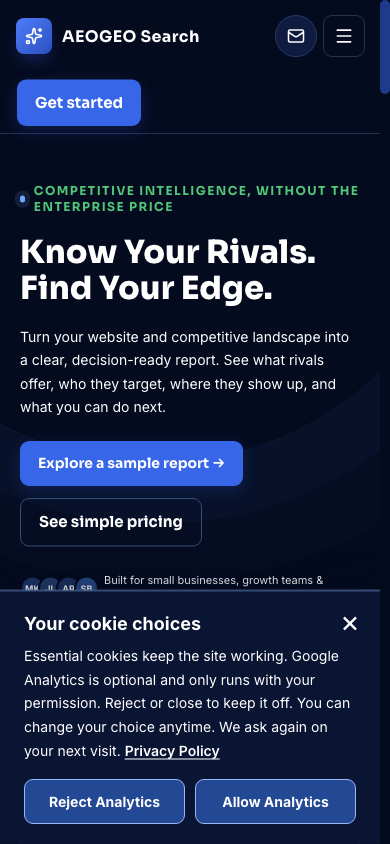 AEOGEO Search
Get started
COMPETITIVE INTELLIGENCE, WITHOUT THE
ENTERPRISE PRICE
Know Your Rivals.
Find Your Edge.
Turn your website and competitive landscape into
a clear, decision-ready report. See what rivals
offer, who they target, where they show up, and
what you can do next.
Explore a sample report →
See simple pricing
MK JL AR SB Built for small businesses, growth teams &
Your cookie choices
Essential cookies keep the site working. Google
Analytics is optional and only runs with your
permission. Reject or close to keep it off. You can
change your choice anytime. We ask again on
your next visit. Privacy Policy
Reject Analytics Allow Analytics